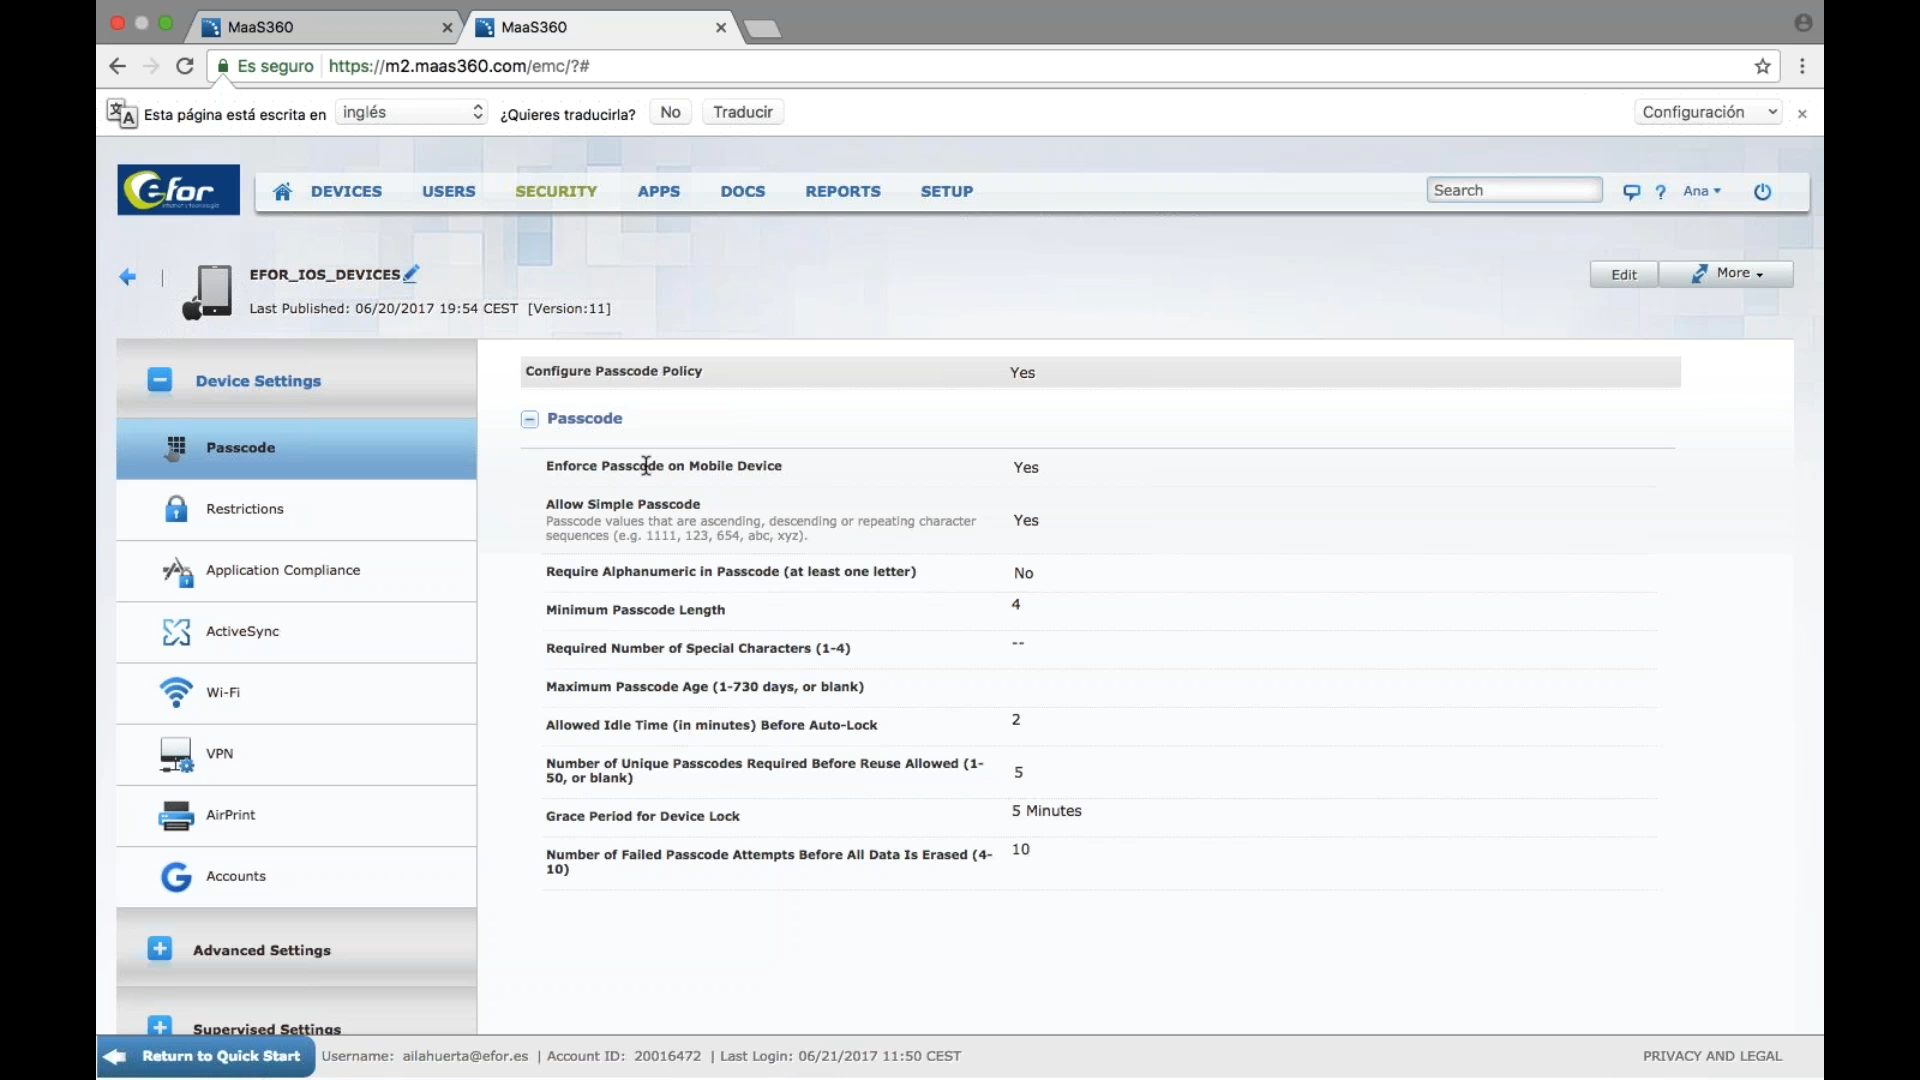 MaaS360
MaaS360
Es seguro https://m2.maas360.com/emc/?#
Esta página está escrita en inglés ¿Quieres traducirla? No Traducir Configuración
efor
DEVICES USERS SECURITY APPS DOCS REPORTS SETUP Search ? Ana
EFOR_IOS_DEVICES
Last Published: 06/20/2017 19:54 CEST [Version:11]
Edit More
Device Settings
Passcode
Restrictions
Application Compliance
ActiveSync
Wi-Fi
VPN
AirPrint
Accounts
Advanced Settings
Supervised Settings
Configure Passcode Policy Yes
Passcode
Enforce Passcode on Mobile Device Yes
Allow Simple Passcode
Passcode values that are ascending, descending or repeating character
sequences (e.g. 1111, 123, 654, abc, xyz).
Yes
Require Alphanumeric in Passcode (at least one letter) No
Minimum Passcode Length 4
Required Number of Special Characters (1-4) --
Maximum Passcode Age (1-730 days, or blank)
Allowed Idle Time (in minutes) Before Auto-Lock 2
Number of Unique Passcodes Required Before Reuse Allowed (1-
50, or blank)
5
Grace Period for Device Lock 5 Minutes
Number of Failed Passcode Attempts Before All Data Is Erased (4-
10)
10
Return to Quick Start Username: ailahuerta@efor.es | Account ID: 20016472 | Last Login: 06/21/2017 11:50 CEST PRIVACY AND LEGAL